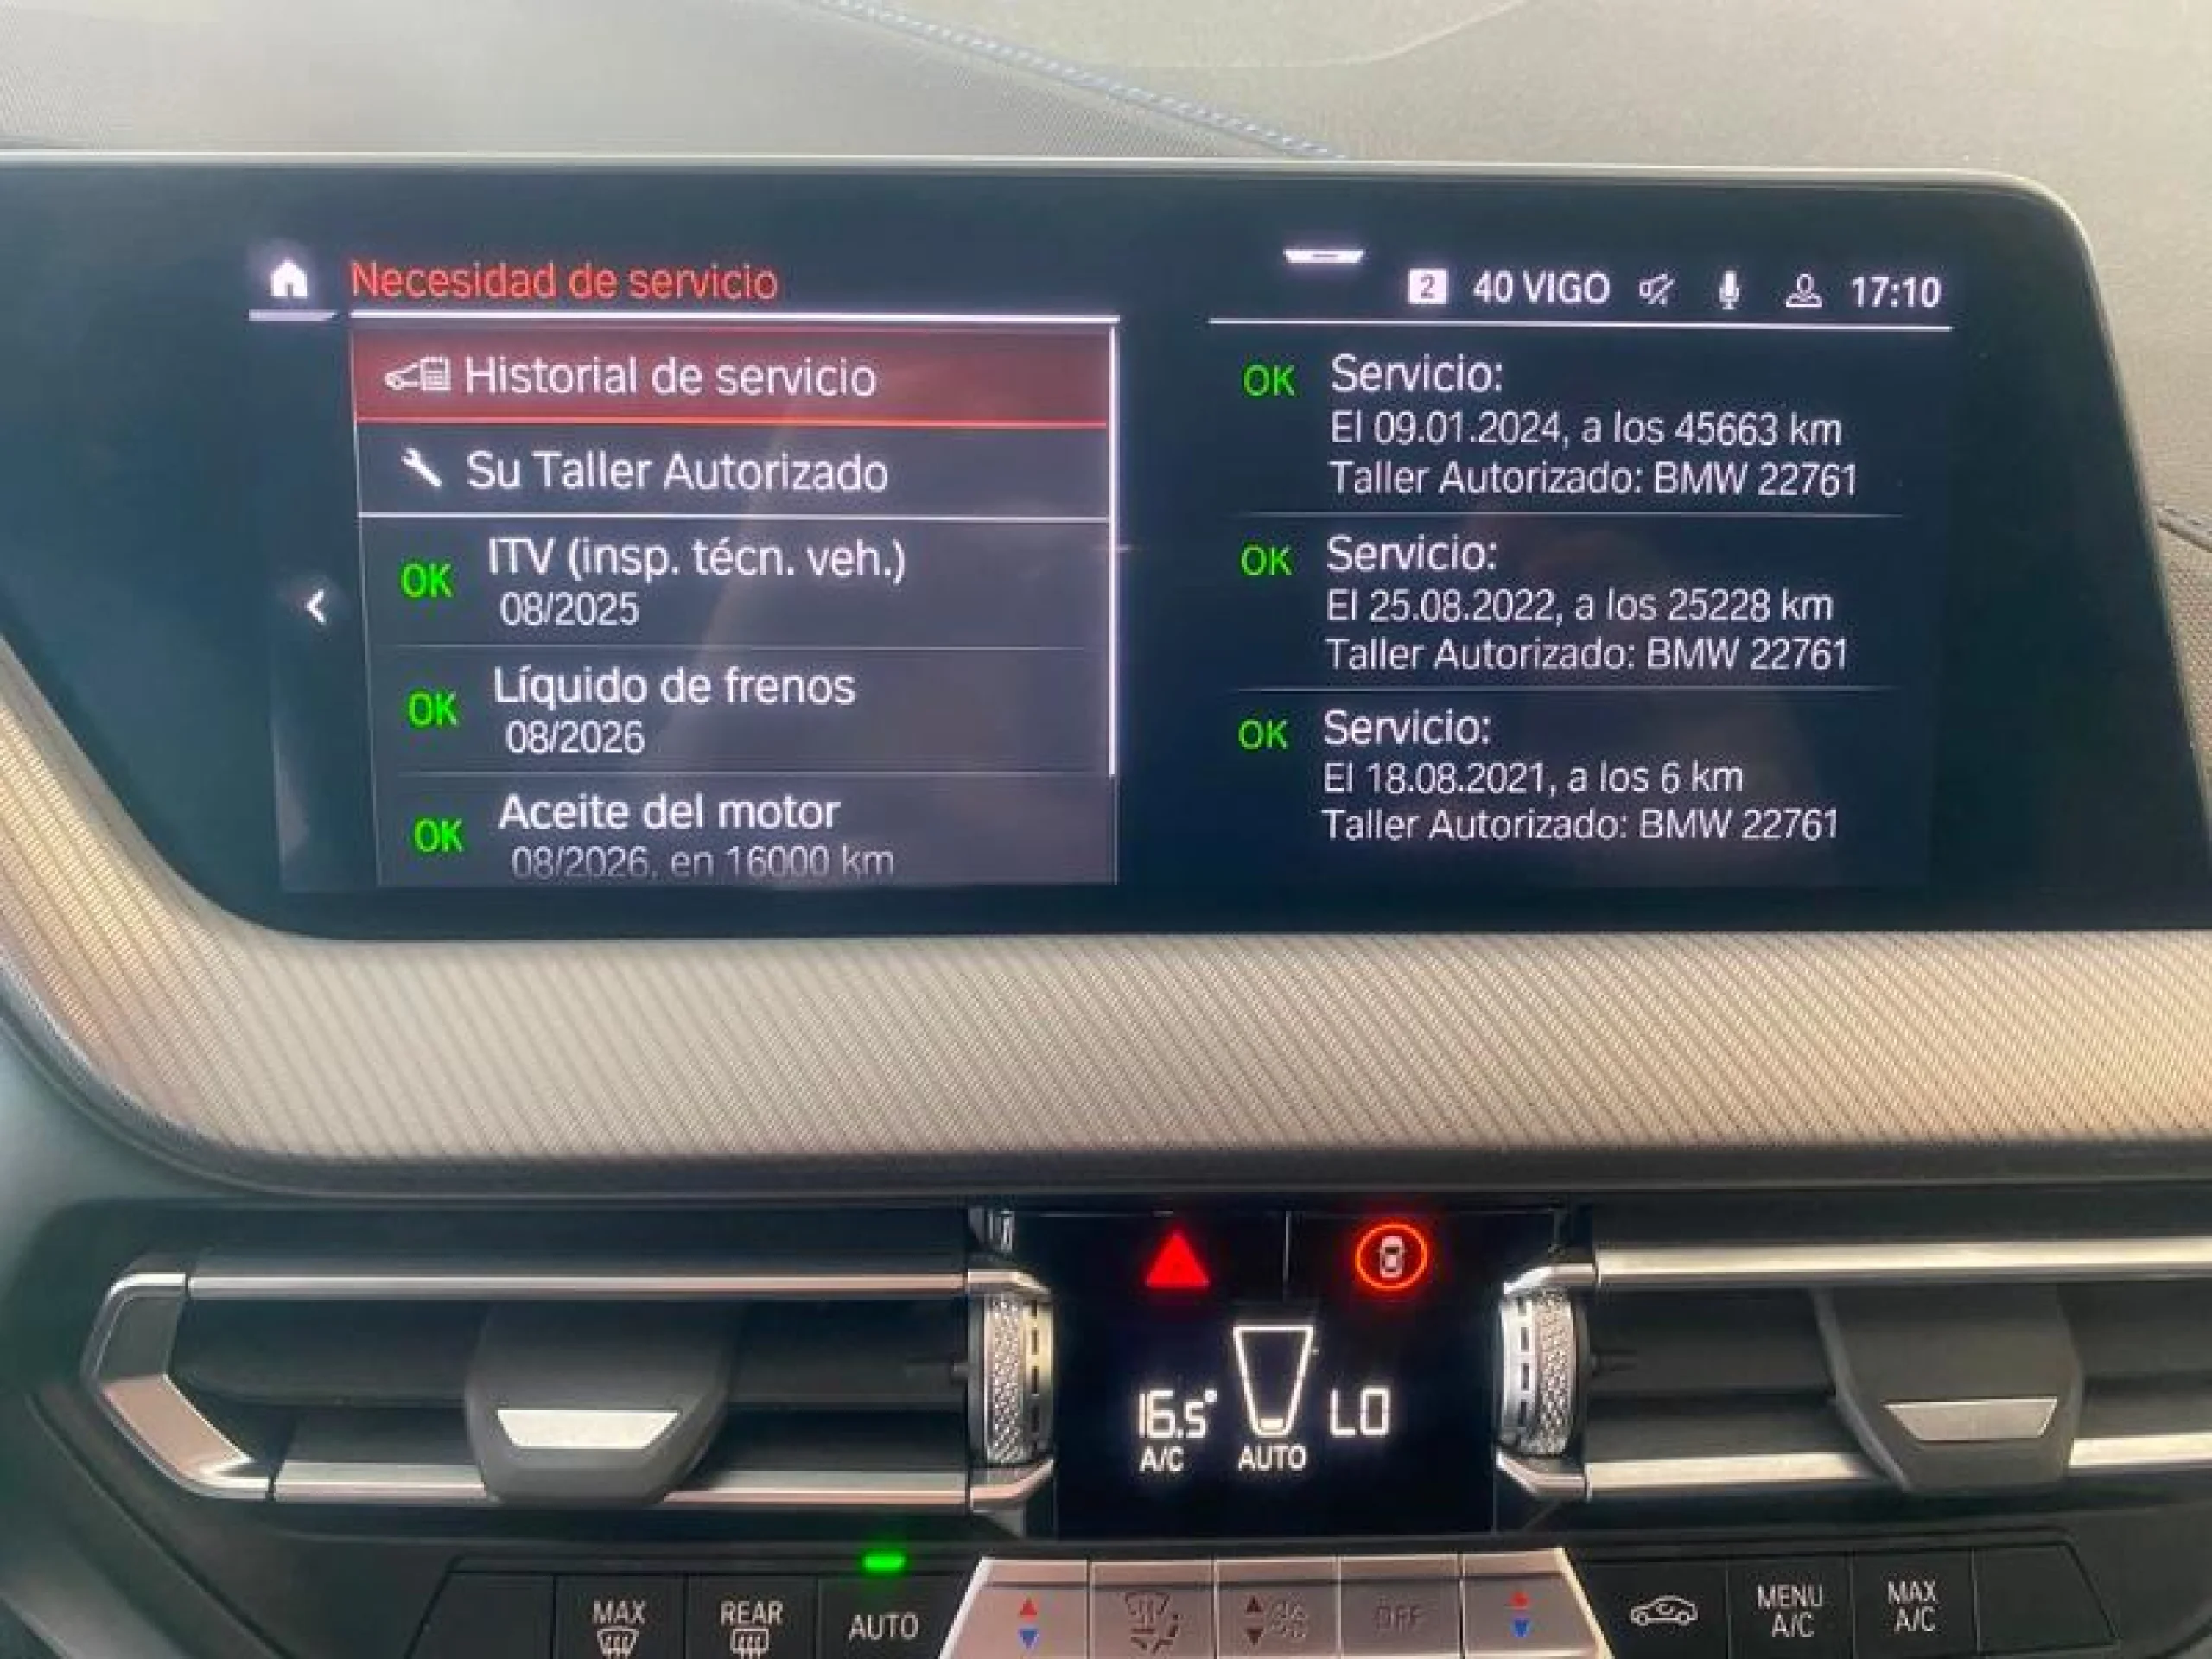 Necesidad de servicio
2 40 VIGO 17:10
Historial de servicio
Su Taller Autorizado
OK ITV (insp. técn. veh.)
08/2025
OK Líquido de frenos
08/2026
OK Aceite del motor
08/2026, en 16000 km
OK Servicio:
El 09.01.2024, a los 45663 km
Taller Autorizado: BMW 22761
OK Servicio:
El 25.08.2022, a los 25228 km
Taller Autorizado: BMW 22761
OK Servicio:
El 18.08.2021, a los 6 km
Taller Autorizado: BMW 22761
16.5° LO
A/C AUTO
MAX
REAR
AUTO
OFF
MENU
A/C
MAX
A/C